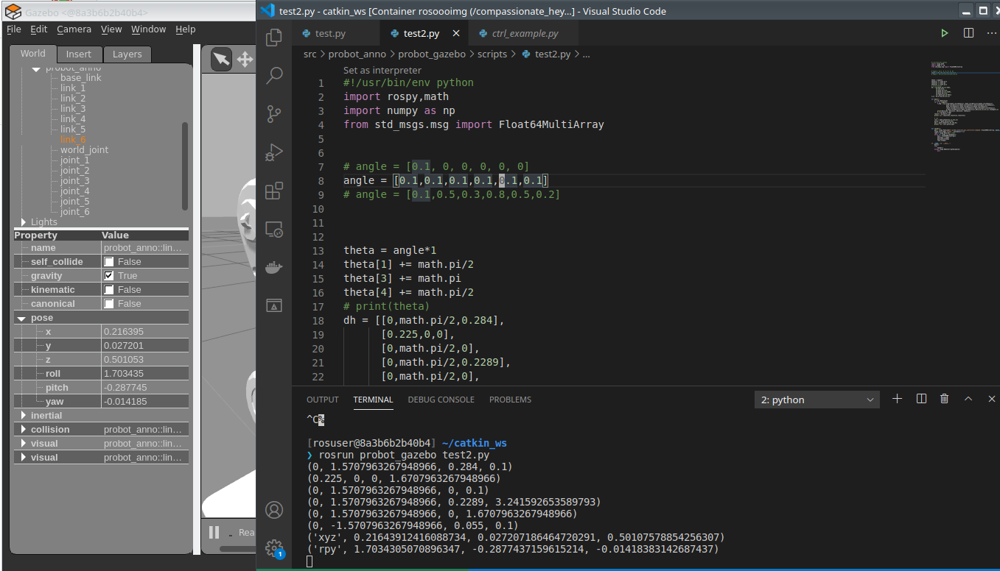 Gazebo <@8a3b6b2b40b4>
File Edit Camera View Window Help
World Insert Layers
probot_anno
base_link
link_1
link_2
link_3
link_4
link_5
link_6
world_joint
joint_1
joint_2
joint_3
joint_4
joint_5
joint_6
Lights
Property Value
name probot_anno::lin...
self_collide False
gravity True
kinematic False
canonical False
pose
x 0.216395
y 0.027201
z 0.501053
roll 1.703435
pitch -0.287745
yaw -0.014185
inertial
collision probot_anno::lin...
visual probot_anno::lin...
visual probot_anno::lin...
Rea
test2.py - catkin_ws [Container rosoooimg (/compassionate_hey...] - Visual Studio Code
test.py test2.py ctrl_example.py
src > probot_anno > probot_gazebo > scripts > test2.py > ...
Set as interpreter
1 #!/usr/bin/env python
2 import rospy,math
3 import numpy as np
4 from std_msgs.msg import Float64MultiArray
5
6
7 # angle = [0.1, 0, 0, 0, 0, 0]
8 angle = [0.1,0.1,0.1,0.1,0.1,0.1]
9 # angle = [0.1,0.5,0.3,0.8,0.5,0.2]
10
11
12
13 theta = angle*1
14 theta[1] += math.pi/2
15 theta[3] += math.pi
16 theta[4] += math.pi/2
17 # print(theta)
18 dh = [[0,math.pi/2,0.284],
19 [0.225,0,0],
20 [0,math.pi/2,0],
21 [0,math.pi/2,0.2289],
22 [0,math.pi/2,0],
OUTPUT TERMINAL DEBUG CONSOLE PROBLEMS 2: python
^C%
[rosuser@8a3b6b2b40b4] ~/catkin_ws
❯ rosrun probot_gazebo test2.py
(0, 1.5707963267948966, 0.284, 0.1)
(0.225, 0, 0, 1.6707963267948966)
(0, 1.5707963267948966, 0, 0.1)
(0, 1.5707963267948966, 0.2289, 3.241592653589793)
(0, 1.5707963267948966, 0, 1.6707963267948966)
(0, -1.5707963267948966, 0.055, 0.1)
('xyz', 0.21643912416088734, 0.027207186464720291, 0.50107578854256307)
('rpy', 1.7034305070896347, -0.2877437159615214, -0.01418383142687437)
1